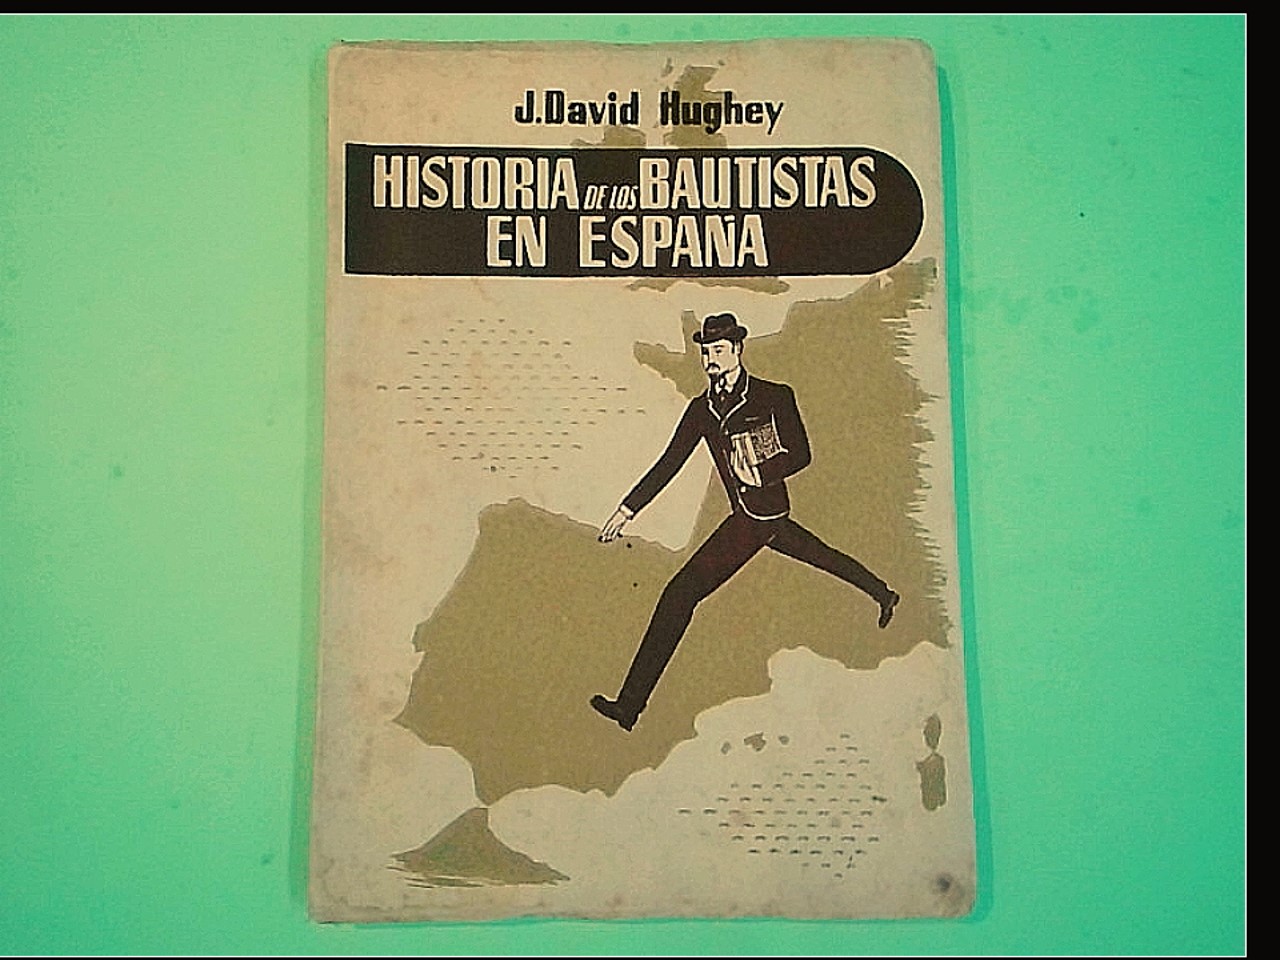 J. David Hughey
HISTORIA DE LOS BAUTISTAS
EN ESPAÑA